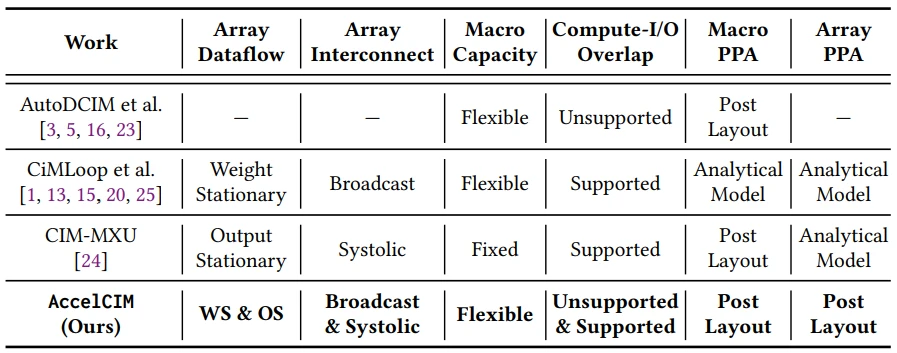 Work
Array Dataflow
Array Interconnect
Macro Capacity
Compute-I/O Overlap
Macro PPA
Array PPA
AutoDCIM et al. [3, 5, 16, 23]
—
—
Flexible
Unsupported
Post Layout
—
CiMLoop et al. [1, 13, 15, 20, 25]
Weight Stationary
Broadcast
Flexible
Supported
Analytical Model
Analytical Model
CIM-MXU [24]
Output Stationary
Systolic
Fixed
Supported
Post Layout
Analytical Model
AccelCIM (Ours)
WS & OS
Broadcast & Systolic
Flexible
Unsupported & Supported
Post Layout
Post Layout